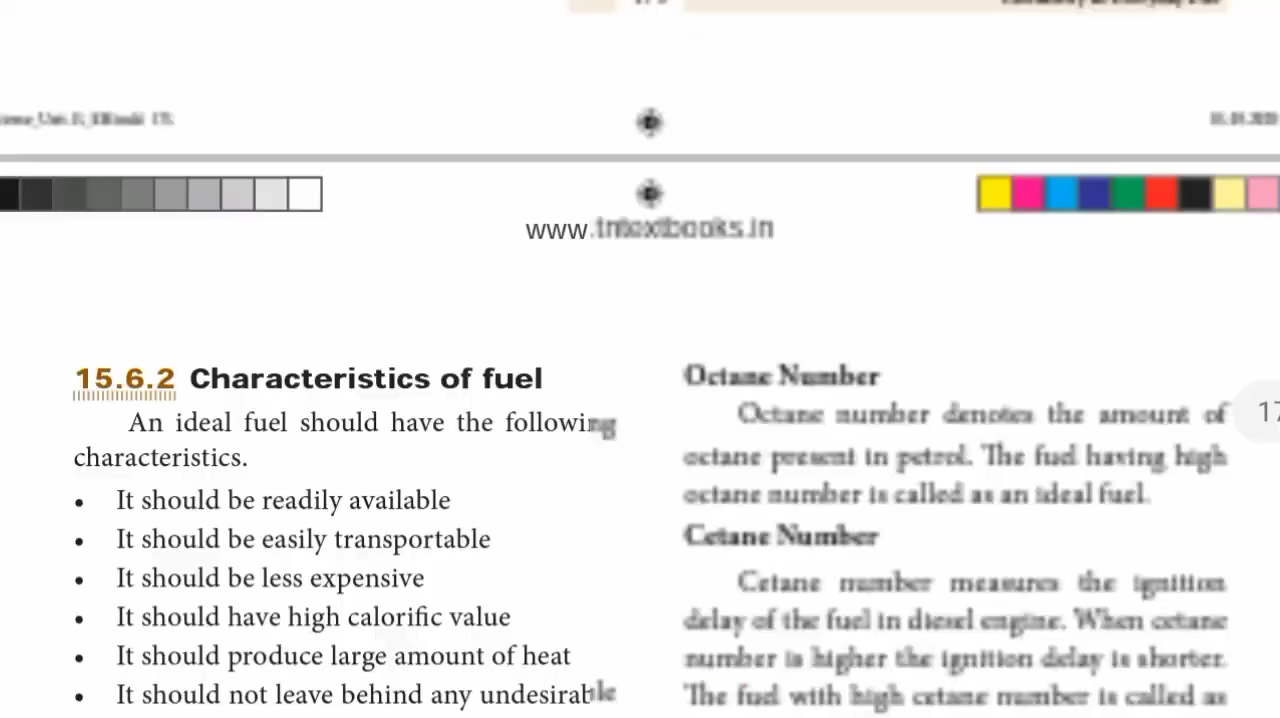 www.tntextbooks.in
15.6.2 Characteristics of fuel
An ideal fuel should have the following
characteristics.
• It should be readily available
• It should be easily transportable
• It should be less expensive
• It should have high calorific value
• It should produce large amount of heat
• It should not leave behind any undesirable
Octane Number
Octane number denotes the amount of
octane present in petrol. The fuel having high
octane number is called as an ideal fuel.
Cetane Number
Cetane number measures the ignition
delay of the fuel in diesel engine. When cetane
number is higher the ignition delay is shorter.
The fuel with high cetane number is called as
17